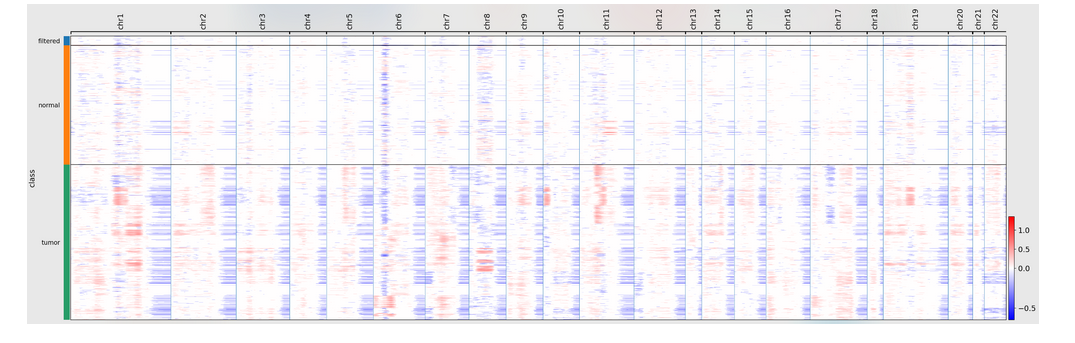 chr1
chr2
chr3
chr4
chr5
chr6
chr7
chr8
chr9
chr10
chr11
chr12
chr13
chr14
chr15
chr16
chr17
chr18
chr19
chr20
chr21
chr22
filtered
normal
class
tumor
1.0
0.5
0.0
−0.5